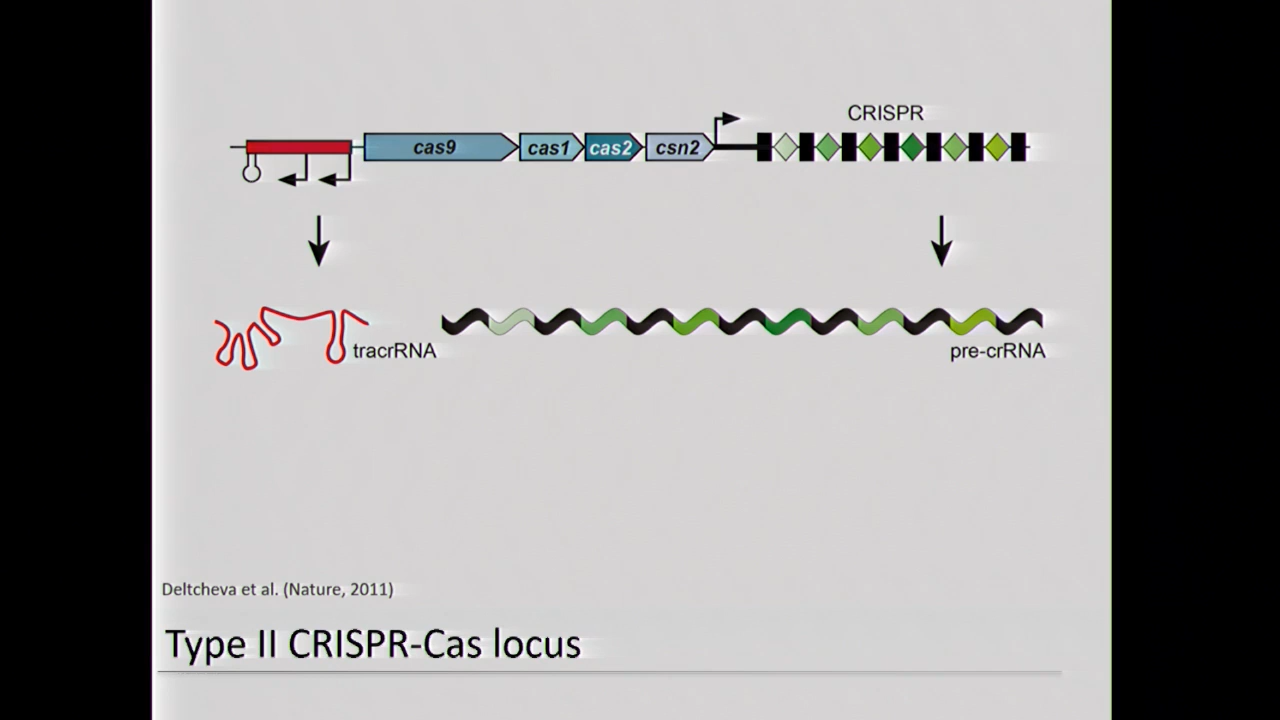 CRISPR
cas9 cas1 cas2 csn2
tracrRNA
pre-crRNA
Deltcheva et al. (Nature, 2011)
Type II CRISPR-Cas locus